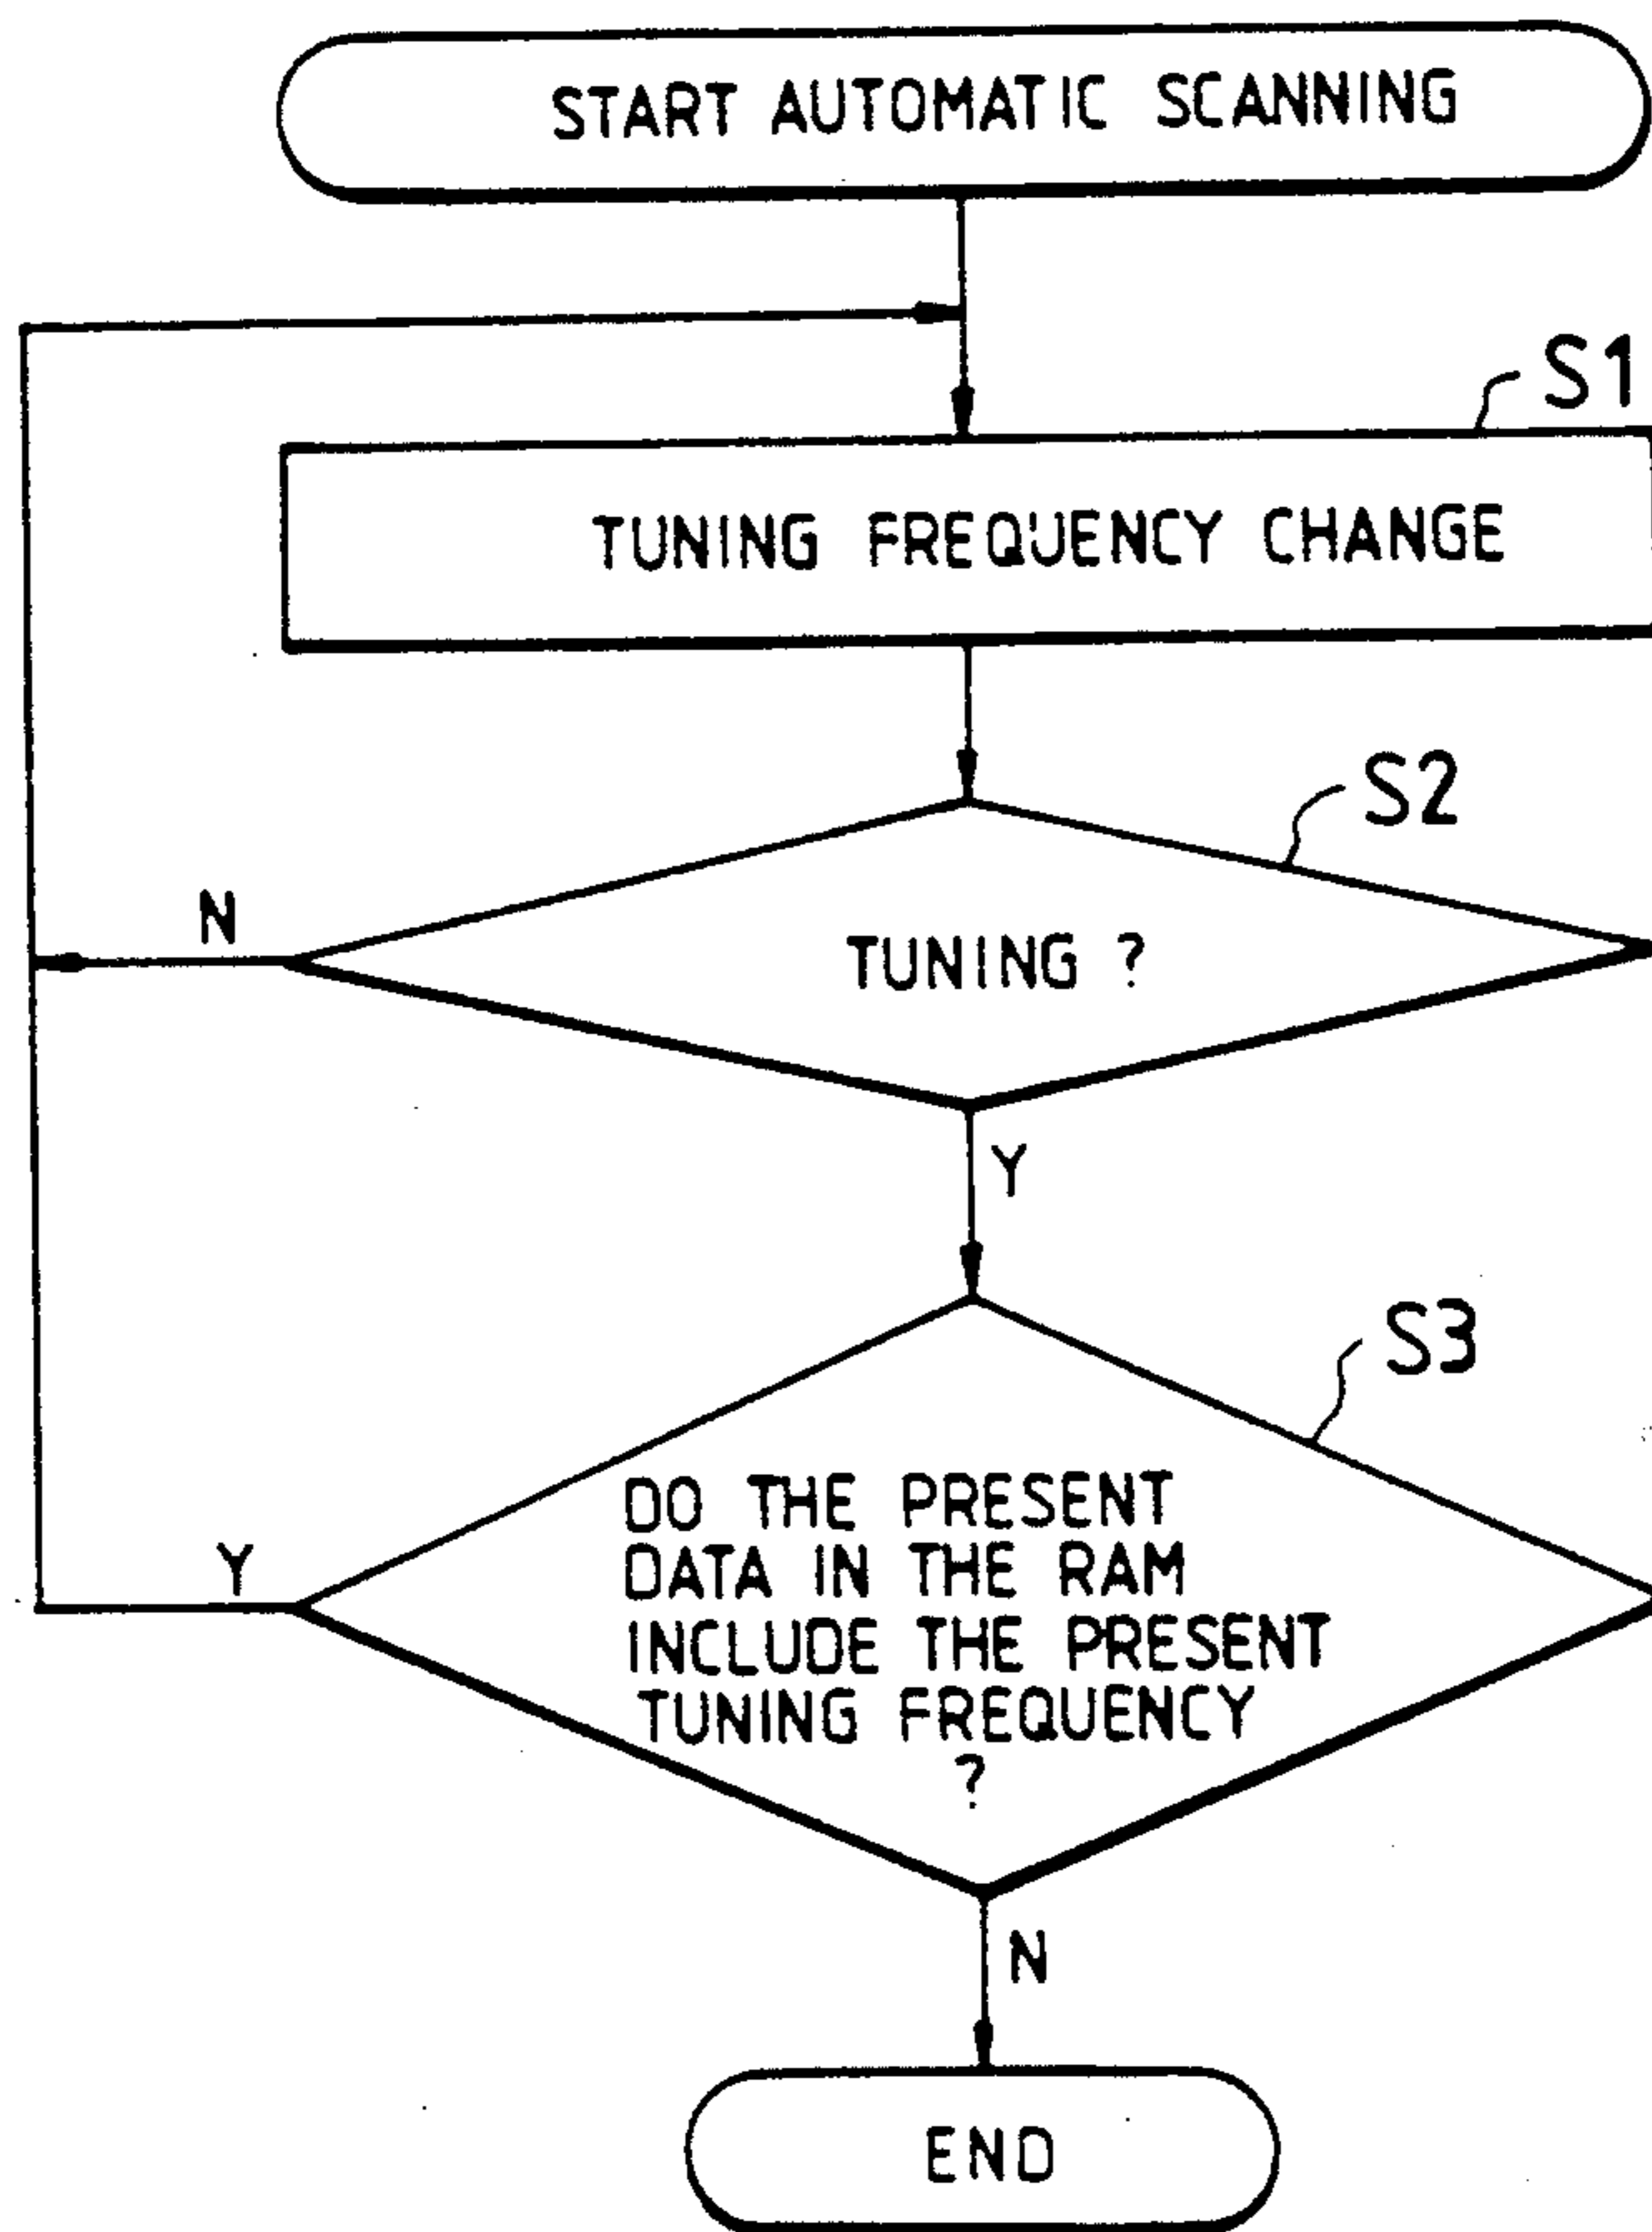 START AUTOMATIC SCANNING
S1
TUNING FREQUENCY CHANGE
S2
N
TUNING ?
Y
S3
DO THE PRESENT
DATA IN THE RAM
INCLUDE THE PRESENT
TUNING FREQUENCY
?
Y
N
END